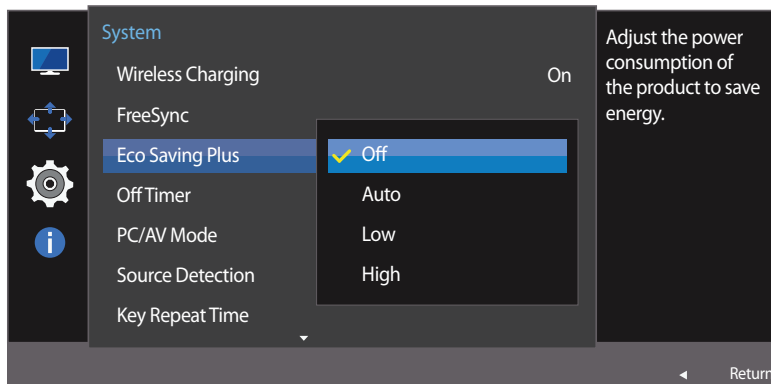 System
Wireless Charging On
FreeSync
Eco Saving Plus
Off
Off Timer
Auto
PC/AV Mode
Low
Source Detection
High
Key Repeat Time
Adjust the power
consumption of
the product to save
energy.
Return